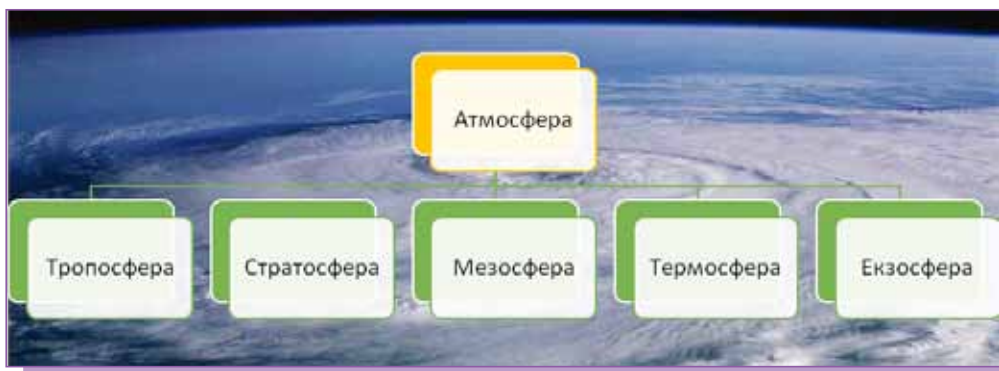 Атмосфера
Тропосфера
Стратосфера
Мезосфера
Термосфера
Екзосфера